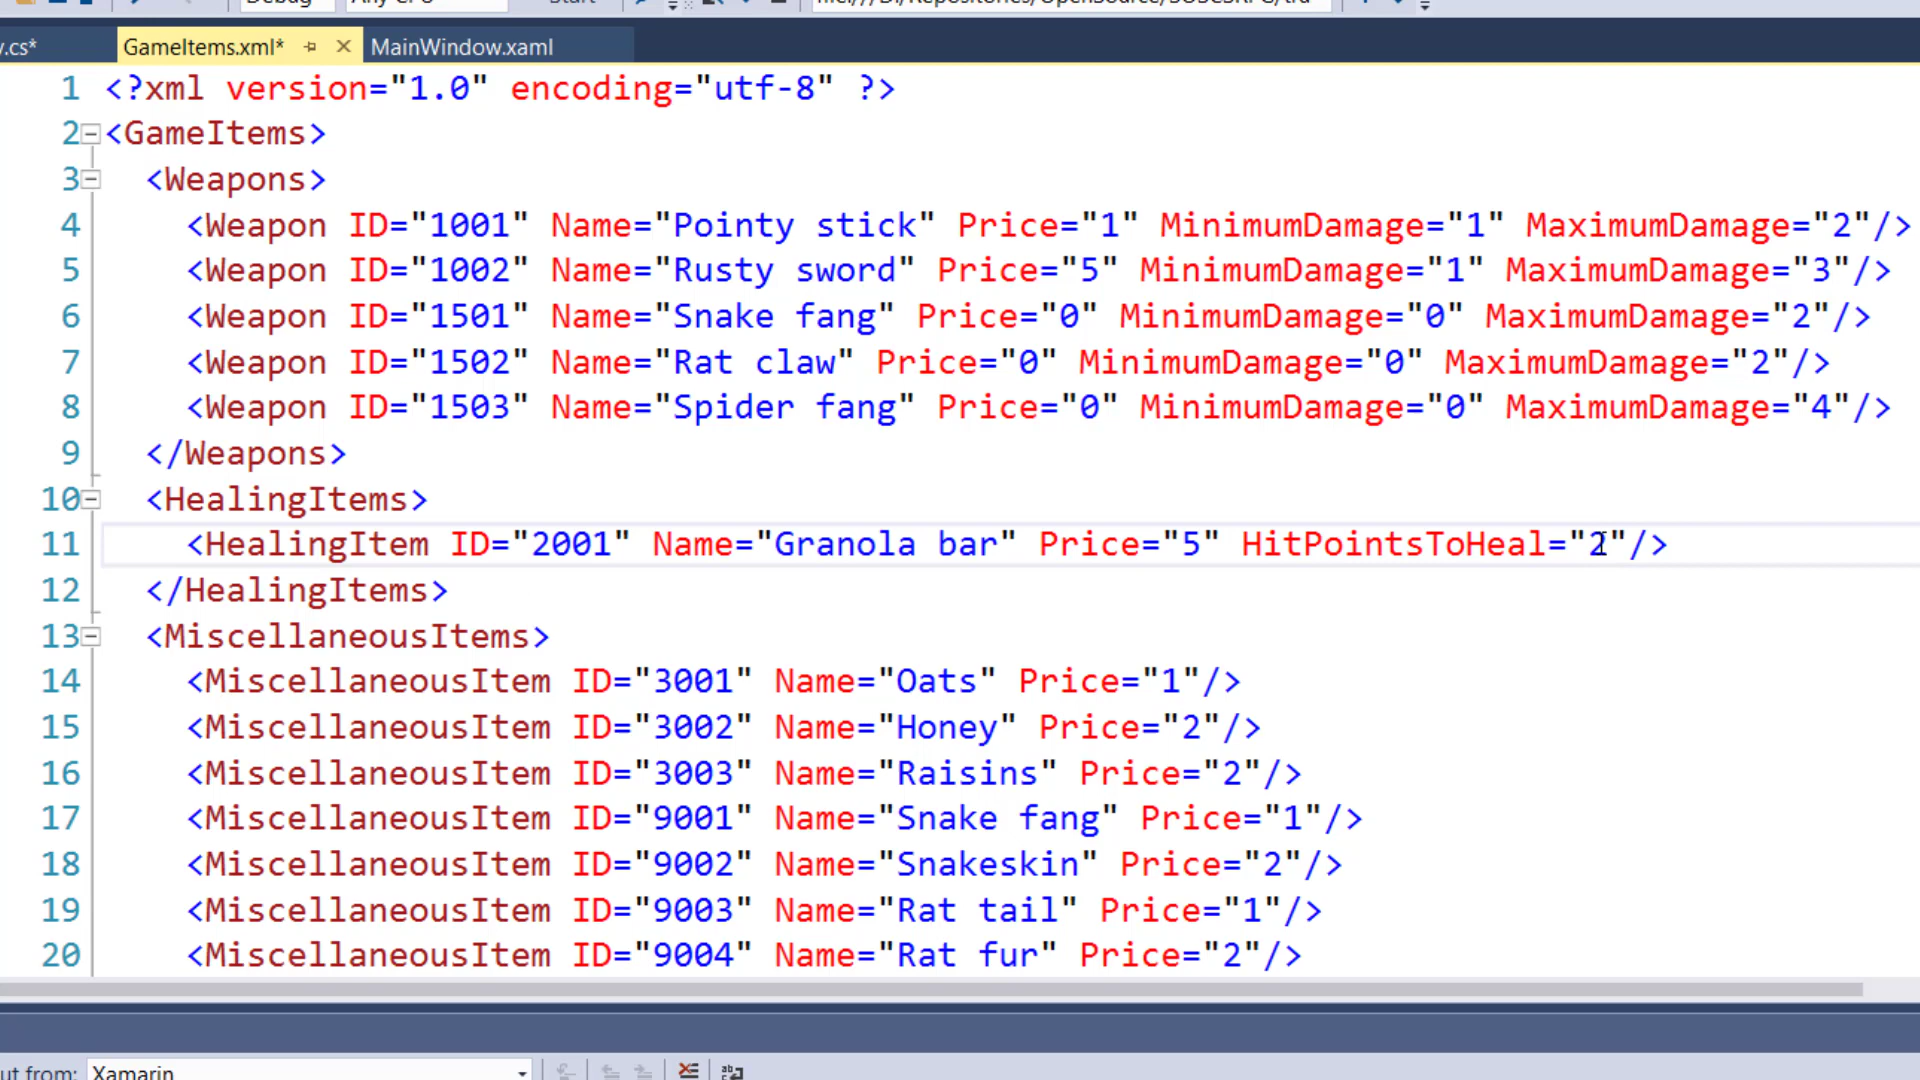 .cs*
GameItems.xml*
MainWindow.xaml
1 <?xml version="1.0" encoding="utf-8" ?>
2 <GameItems>
3 <Weapons>
4 <Weapon ID="1001" Name="Pointy stick" Price="1" MinimumDamage="1" MaximumDamage="2"/>
5 <Weapon ID="1002" Name="Rusty sword" Price="5" MinimumDamage="1" MaximumDamage="3"/>
6 <Weapon ID="1501" Name="Snake fang" Price="0" MinimumDamage="0" MaximumDamage="2"/>
7 <Weapon ID="1502" Name="Rat claw" Price="0" MinimumDamage="0" MaximumDamage="2"/>
8 <Weapon ID="1503" Name="Spider fang" Price="0" MinimumDamage="0" MaximumDamage="4"/>
9 </Weapons>
10 <HealingItems>
11 <HealingItem ID="2001" Name="Granola bar" Price="5" HitPointsToHeal="2"/>
12 </HealingItems>
13 <MiscellaneousItems>
14 <MiscellaneousItem ID="3001" Name="Oats" Price="1"/>
15 <MiscellaneousItem ID="3002" Name="Honey" Price="2"/>
16 <MiscellaneousItem ID="3003" Name="Raisins" Price="2"/>
17 <MiscellaneousItem ID="9001" Name="Snake fang" Price="1"/>
18 <MiscellaneousItem ID="9002" Name="Snakeskin" Price="2"/>
19 <MiscellaneousItem ID="9003" Name="Rat tail" Price="1"/>
20 <MiscellaneousItem ID="9004" Name="Rat fur" Price="2"/>
ut from: Xamarin